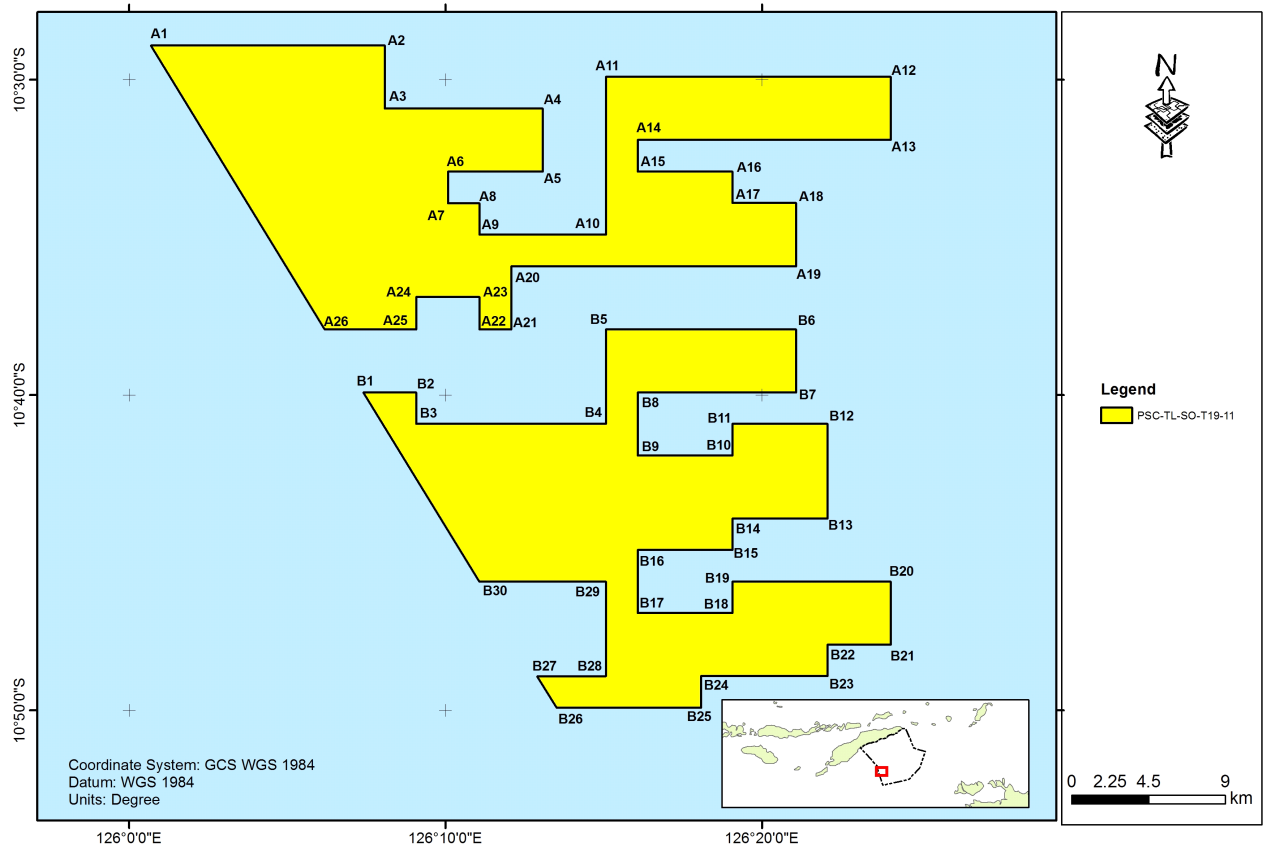 A1
A2
A11
A12
N
10°30'0"S
A3
A4
A14
A13
A6
A15
A16
A5
A8
A17
A18
A7
A9
A10
A20
A19
A24
A23
A26
A25
A22
A21
B5
B6
B1
B2
Legend
10°40'0"S
B7
B8
B3
B4
B11
B12
PSC-TL-SO-T19-11
B9
B10
B14
B13
B16
B15
B19
B20
B30
B29
B17
B18
B22
B21
B27
B28
B24
B23
10°50'0"S
B26
B25
Coordinate System: GCS WGS 1984
Datum: WGS 1984
Units: Degree
0 2.25 4.5 9
km
126°0'0"E
126°10'0"E
126°20'0"E